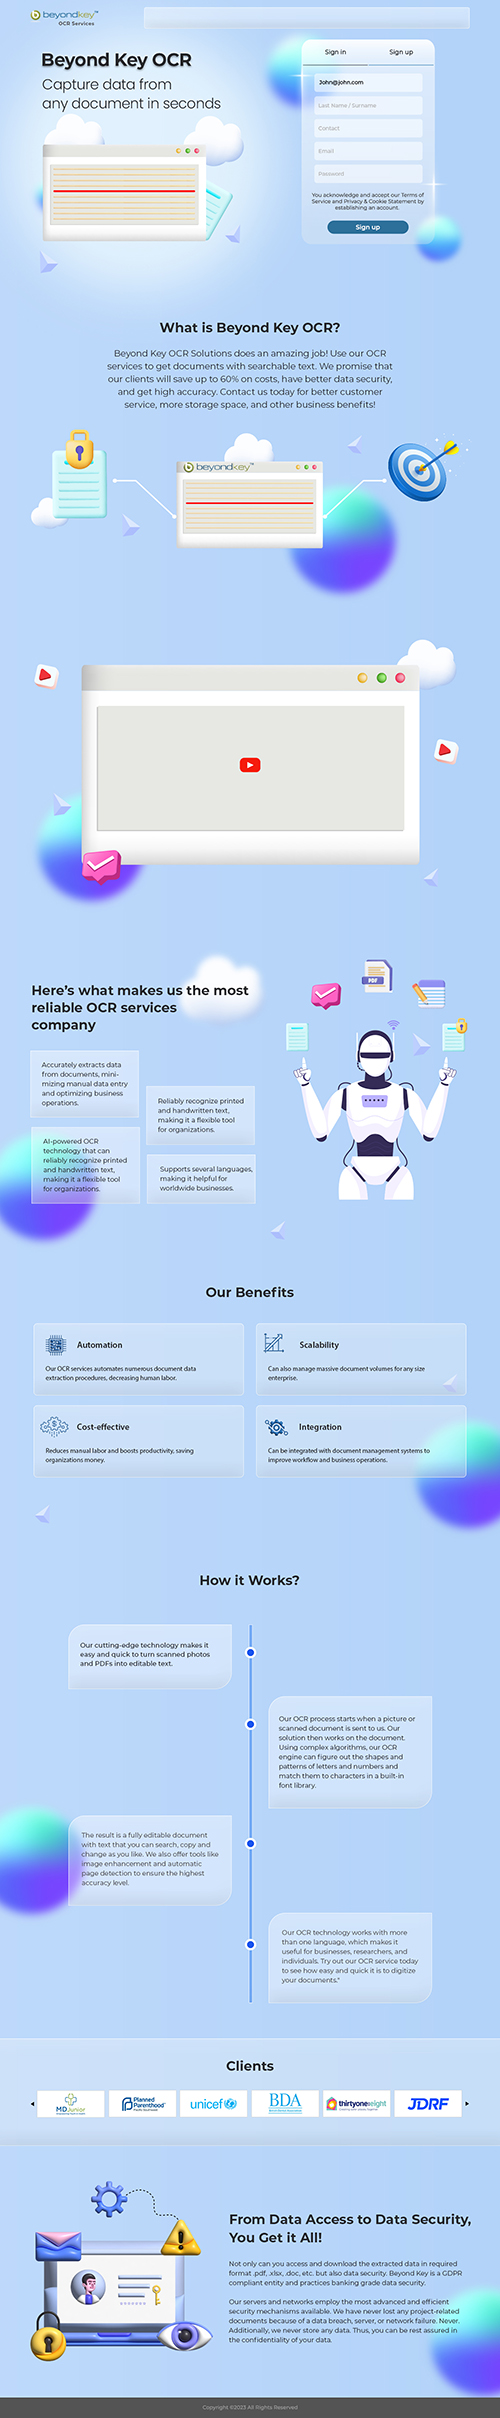 beyondkey™
OCR Services
Beyond Key OCR
Capture data from
any document in seconds
Sign in
Sign up
John@john.com
Last Name / Surname
Contact
Email
Password
You acknowledge and accept our Terms of
Service and Privacy & Cookie Statement by
establishing an account.
Sign up
What is Beyond Key OCR?
Beyond Key OCR Solutions does an amazing job! Use our OCR
services to get documents with searchable text. We promise that
our clients will save up to 60% on costs, have better data security,
and get high accuracy. Contact us today for better customer
service, more storage space, and other business benefits!
beyondkey™
Here's what makes us the most
reliable OCR services
company
PDF
Accurately extracts data
from documents, mini-
mizing manual data entry
and optimizing business
operations.
Reliably recognize printed
and handwritten text,
making it a flexible tool
for organizations.
AI-powered OCR
technology that can
reliably recognize printed
and handwritten text,
making it a flexible tool
for organizations.
Supports several languages,
making it helpful for
worldwide businesses.
Our Benefits
Automation
Our OCR services automates numerous document data
extraction procedures, decreasing human labor.
Scalability
Can also manage massive document volumes for any size
enterprise.
Cost-effective
Reduces manual labor and boosts productivity, saving
organizations money.
Integration
Can be integrated with document management systems to
improve workflow and business operations.
How it Works?
Our cutting-edge technology makes it
easy and quick to turn scanned photos
and PDFs into editable text.
Our OCR process starts when a picture or
scanned document is sent to us. Our
solution then works on the document.
Using complex algorithms, our OCR
engine can figure out the shapes and
patterns of letters and numbers and
match them to characters in a built-in
font library.
The result is a fully editable document
with text that you can search, copy and
change as you like. We also offer tools like
image enhancement and automatic
page detection to ensure the highest
accuracy level.
Our OCR technology works with more
than one language, which makes it
useful for businesses, researchers, and
individuals. Try out our OCR service today
to see how easy and quick it is to digitize
your documents."
Clients
MDJunior
Planned
Parenthood
unicef
BDA
thirtyone:eight
JDRF
From Data Access to Data Security,
You Get it All!
Not only can you access and download the extracted data in required
format .pdf, .xlsx, .doc, etc. but also data security. Beyond Key is a GDPR
compliant entity and practices banking grade data security.
Our servers and networks employ the most advanced and efficient
security mechanisms available. We have never lost any project-related
documents because of a data breach, server, or network failure. Never.
Additionally, we never store any data. Thus, you can be rest assured in
the confidentiality of your data.
Copyright ©2023 All Rights Reserved